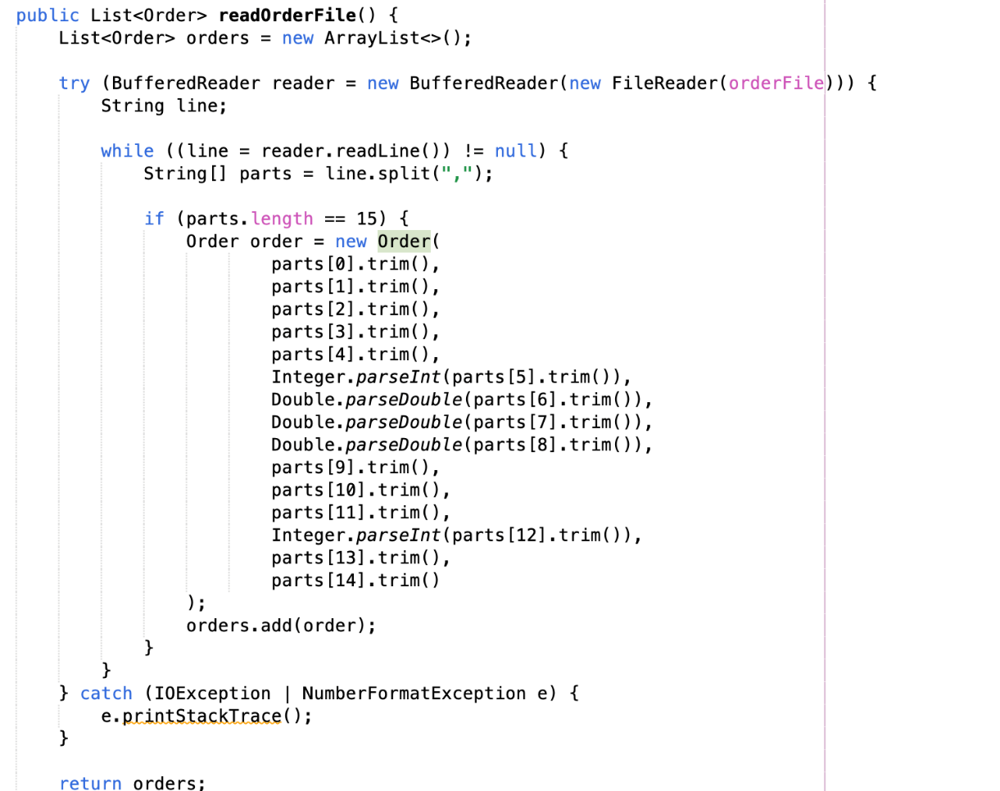 public List<Order> readOrderFile() {
List<Order> orders = new ArrayList<>();
try (BufferedReader reader = new BufferedReader(new FileReader(orderFile))) {
String line;
while ((line = reader.readLine()) != null) {
String[] parts = line.split(",");
if (parts.length == 15) {
Order order = new Order(
parts[0].trim(),
parts[1].trim(),
parts[2].trim(),
parts[3].trim(),
parts[4].trim(),
Integer.parseInt(parts[5].trim()),
Double.parseDouble(parts[6].trim()),
Double.parseDouble(parts[7].trim()),
Double.parseDouble(parts[8].trim()),
parts[9].trim(),
parts[10].trim(),
parts[11].trim(),
Integer.parseInt(parts[12].trim()),
parts[13].trim(),
parts[14].trim()
);
orders.add(order);
}
}
} catch (IOException | NumberFormatException e) {
e.printStackTrace();
}
return orders;